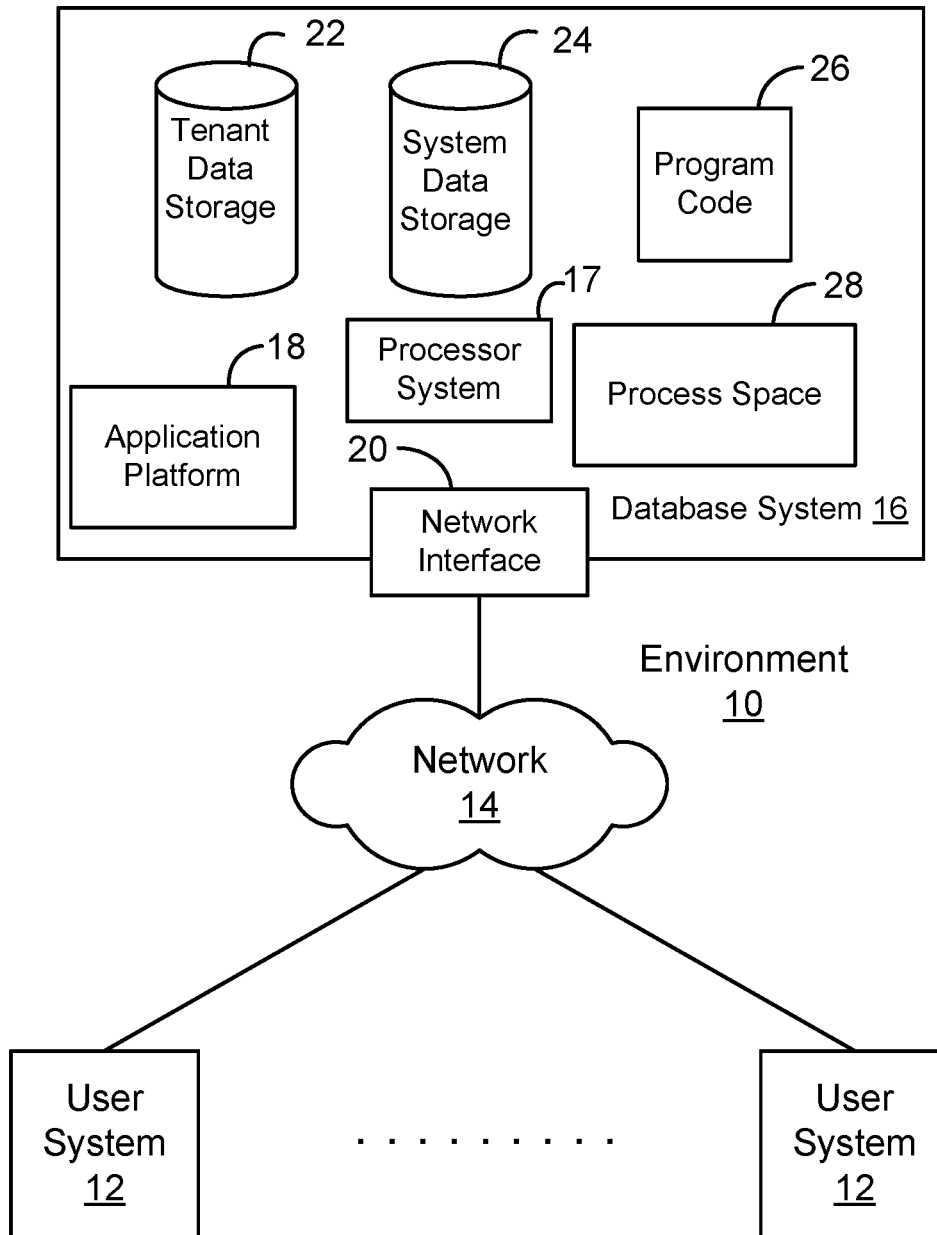 22
24
26
Tenant
Data
Storage
System
Data
Storage
Program
Code
17
28
18
Processor
System
Process Space
Application
Platform
20
Network
Interface
Database System 16
Environment
10
Network
14
User
System
12
. . . . . . . . . .
User
System
12